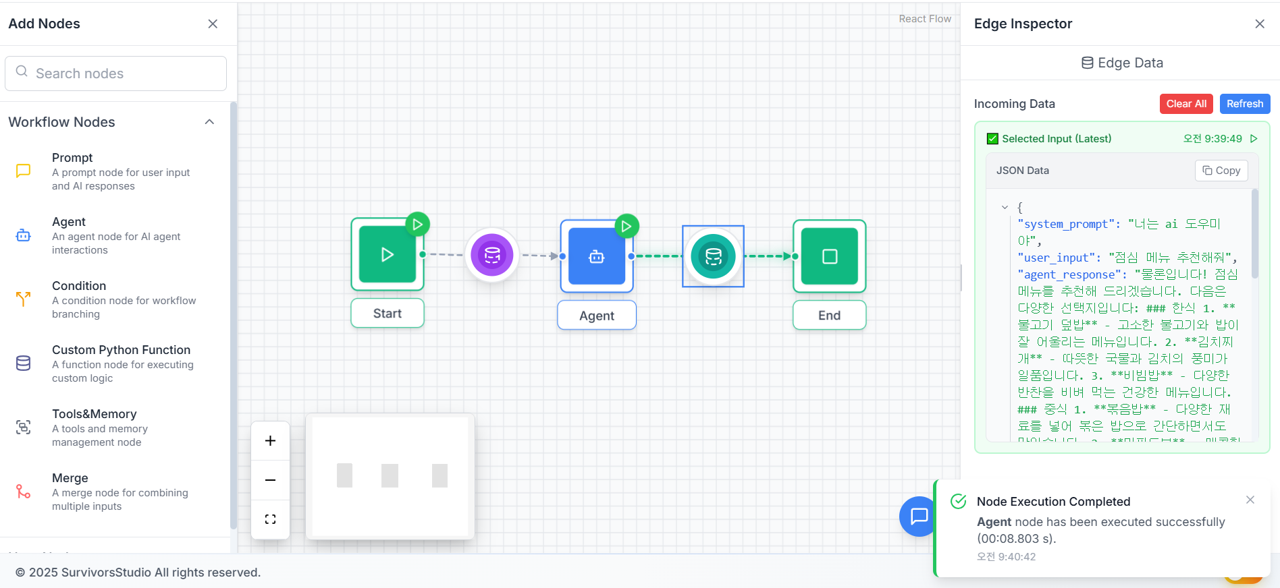 Add Nodes
Search nodes
Workflow Nodes
Prompt
A prompt node for user input
and AI responses
Agent
An agent node for AI agent
interactions
Condition
A condition node for workflow
branching
Custom Python Function
A function node for executing
custom logic
Tools&Memory
A tools and memory
management node
Merge
A merge node for combining
multiple inputs
React Flow
Start
Agent
End
Edge Inspector
Edge Data
Incoming Data
Clear All
Refresh
Selected Input (Latest)
오전 9:39:49
JSON Data
Copy
{
"system_prompt": "너는 ai 도우미
야",
"user_input": "점심 메뉴 추천해줘",
"agent_response": "물론입니다! 점심
메뉴를 추천해 드리겠습니다. 다음은
다양한 선택지입니다: ### 한식 1. **
불고기 덮밥** - 고소한 불고기와 밥이
잘 어울리는 메뉴입니다. 2. **김치찌
개** - 따뜻한 국물과 김치의 풍미가
일품입니다. 3. **비빔밥** - 다양한
반찬을 비벼 먹는 건강한 메뉴입니다.
### 중식 1. **볶음밥** - 다양한 재
료를 넣어 볶은 밥으로 간단하면서도
Node Execution Completed
Agent node has been executed successfully
(00:08.803 s).
오전 9:40:42
© 2025 SurvivorsStudio All rights reserved.